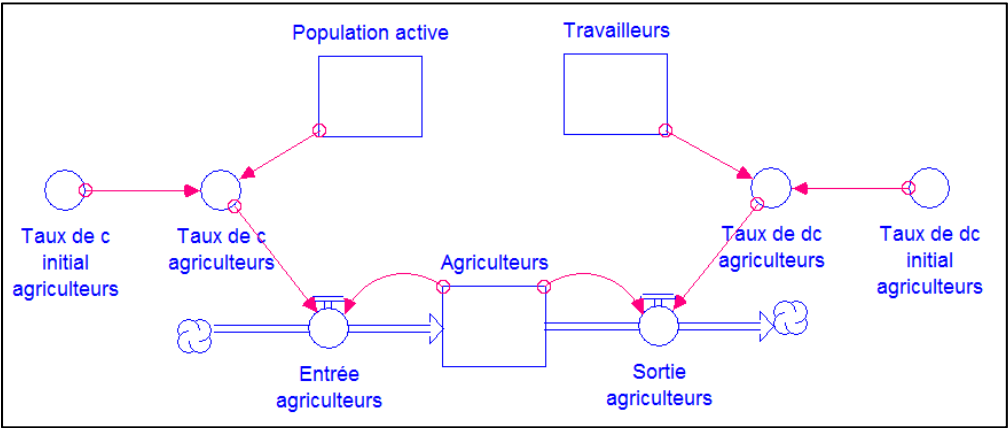 Population active
Travailleurs
Taux de c
initial
agriculteurs
Taux de c
agriculteurs
Agriculteurs
Taux de dc
agriculteurs
Taux de dc
initial
agriculteurs
Entrée
agriculteurs
Sortie
agriculteurs